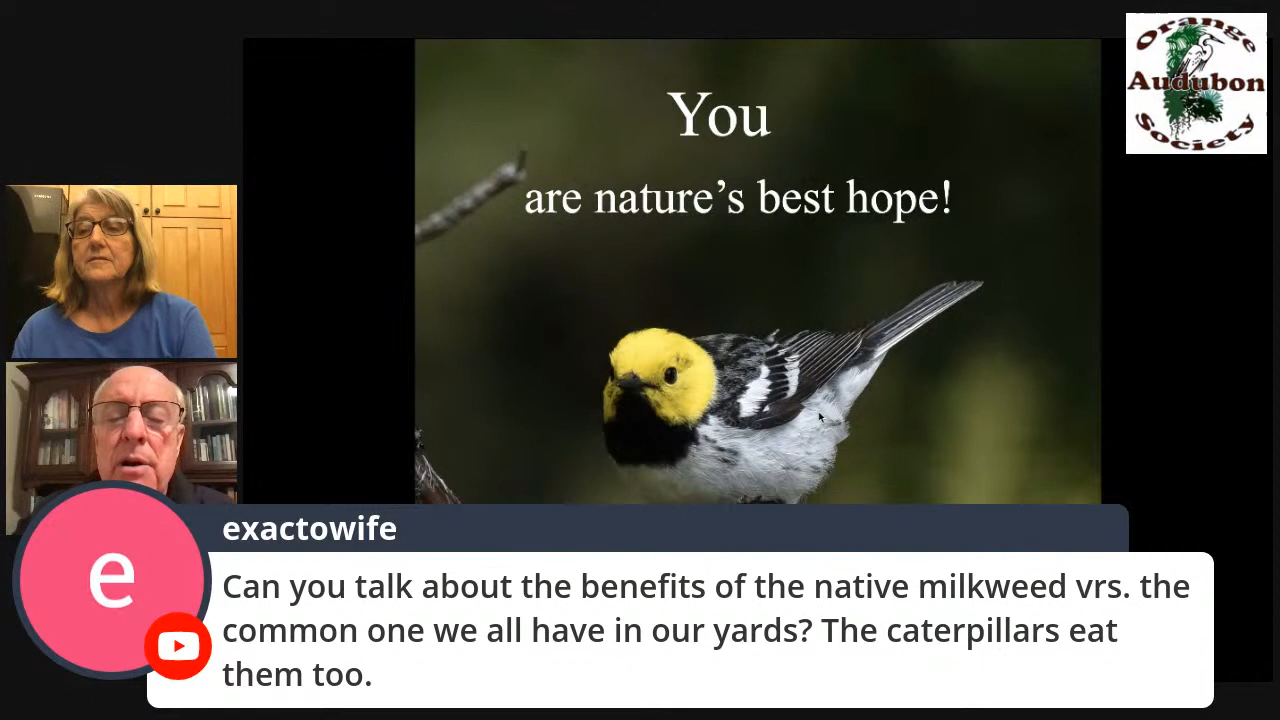 Orange
Audubon
Society
You
are nature's best hope!
e
exactowife
Can you talk about the benefits of the native milkweed vrs. the
common one we all have in our yards? The caterpillars eat
them too.